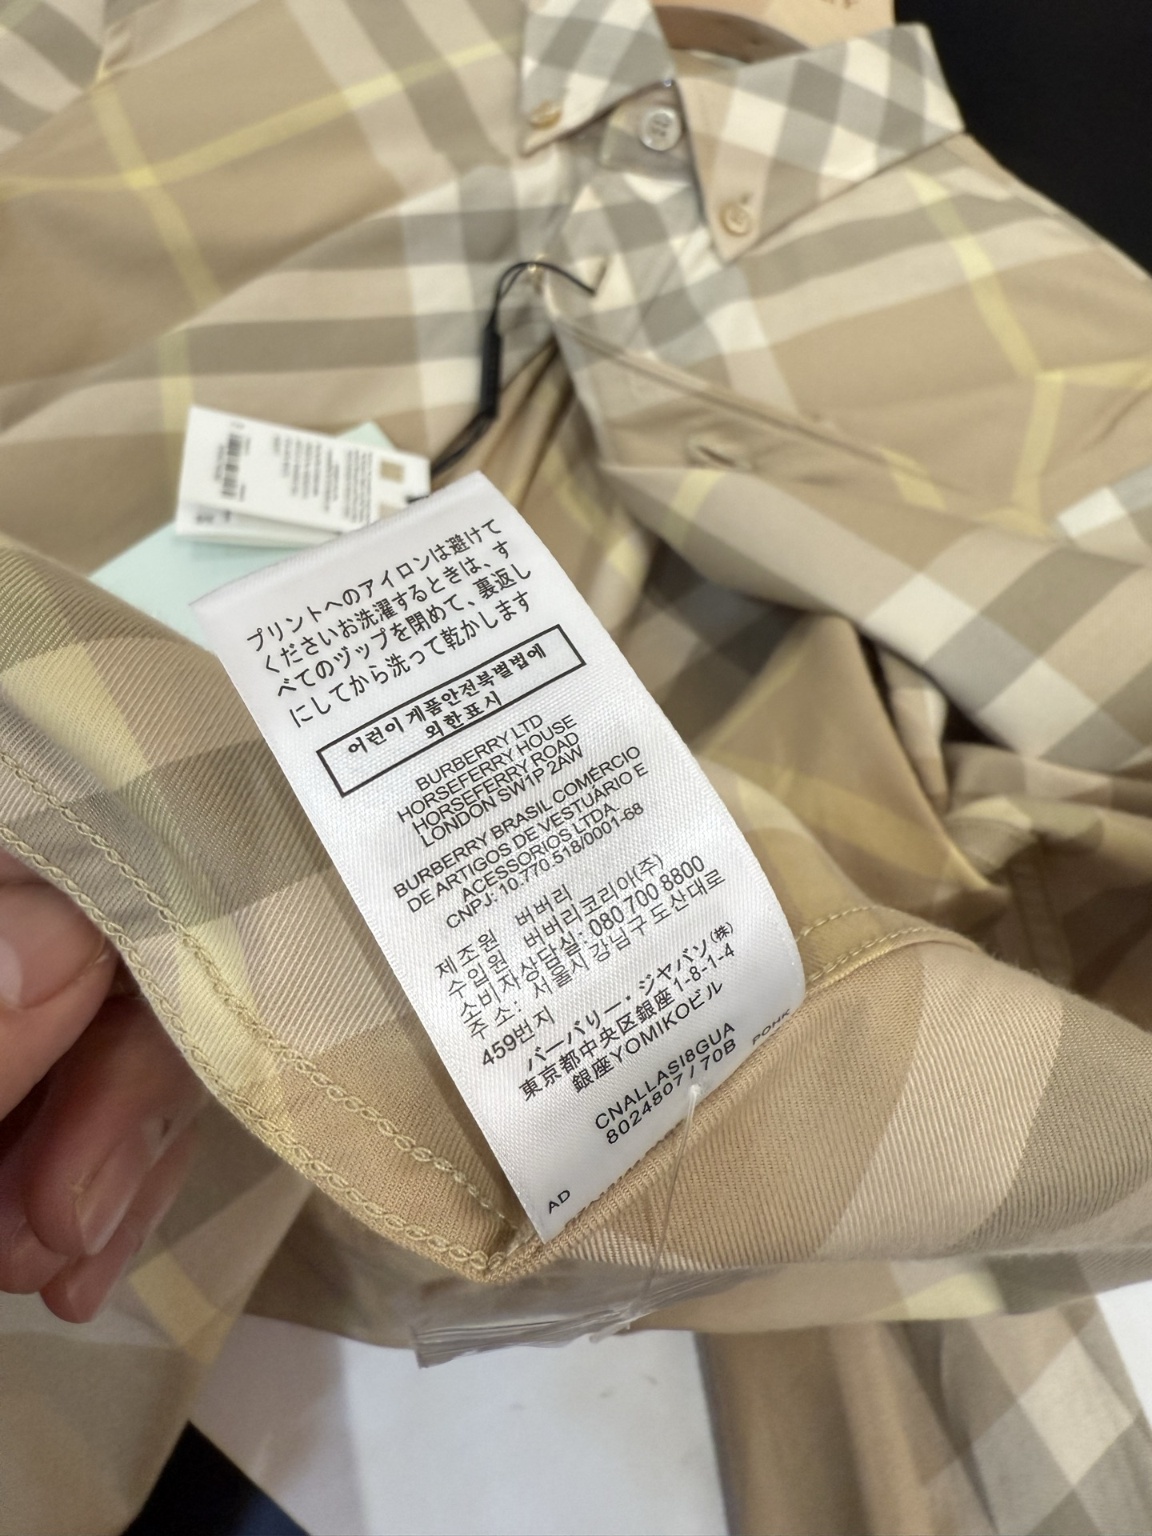 プリントへのアイロンは避けて
くださいお洗濯するときは、す
べてのヅップを閉めて、裏返し
にしてから洗って乾かします
어린이 제품안전특별법에
외한표시
BURBERRY LTD
HORSEFERRY HOUSE
HORSEFERRY ROAD
LONDON SW1P 2AW
BURBERRY BRASIL COMÉRCIO
DE ARTIGOS DE VESTUÁRIO E
ACESSORIOS LTDA.
CNPJ: 10.770.518/0001-68
제조원 버버리
수입원 버버리코리아(주)
소비자상담실: 080 700 8800
주소: 서울시 강남구 도산대로
459번지
バーバリー・ジャパン(株)
東京都中央区銀座1-8-1-4
銀座YOMIKOビル
CNALLASI8GUA
8024807 / 70B
AD